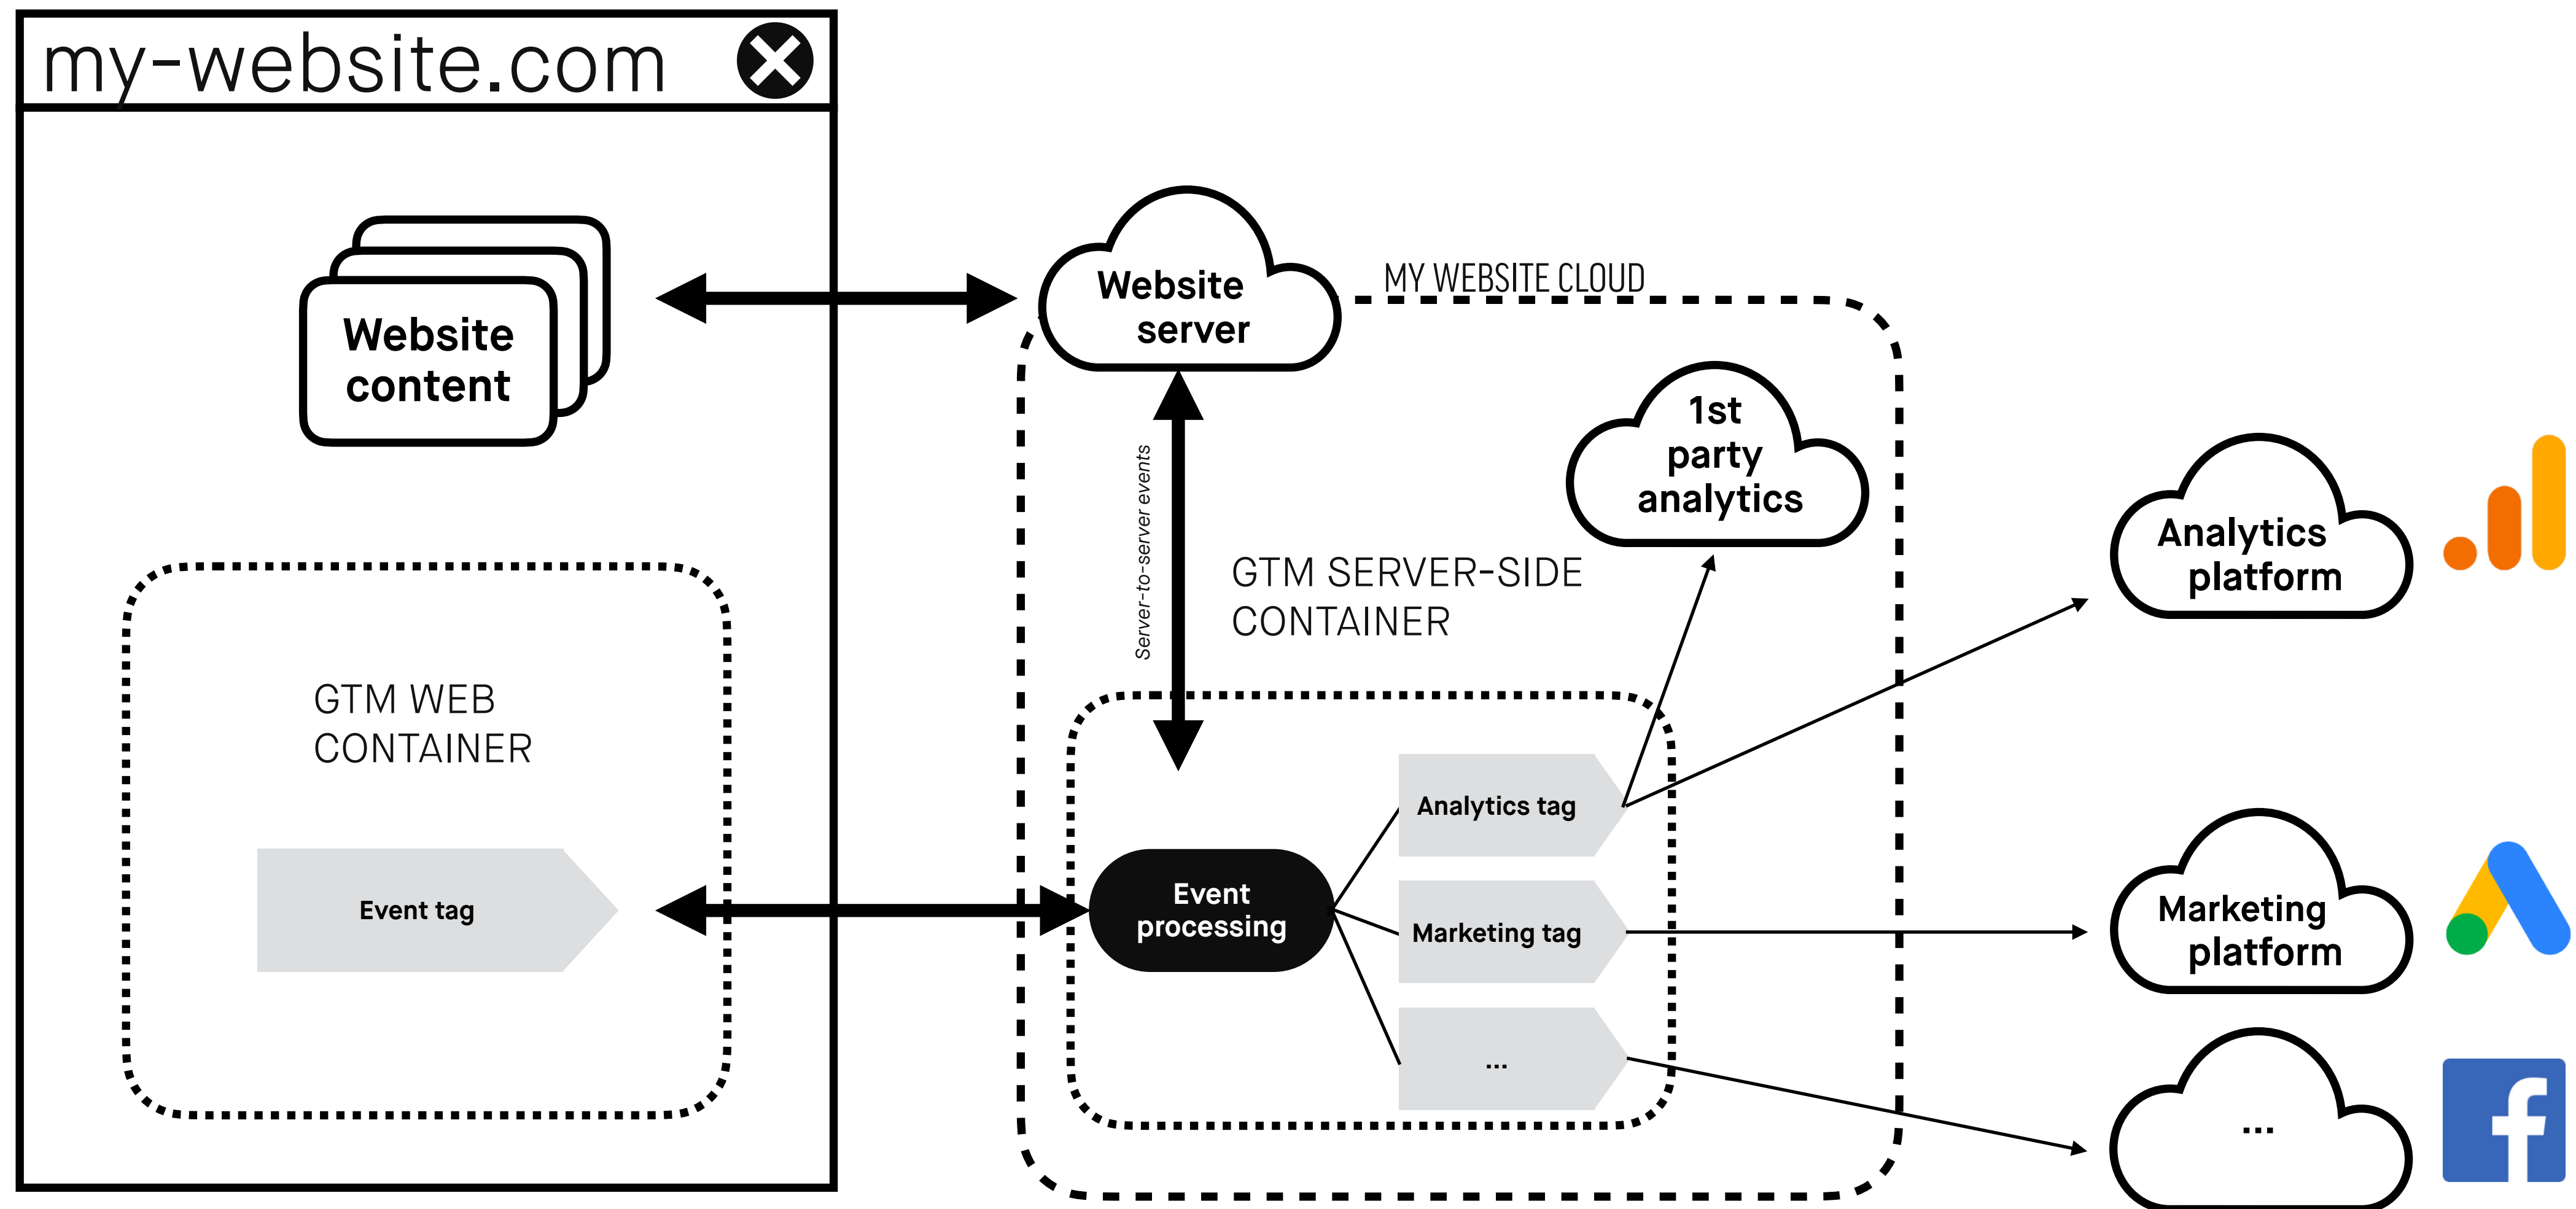 my-website.com
Website
content
GTM WEB
CONTAINER
Event tag
Website
server
MY WEBSITE CLOUD
Server-to-server events
1st
party
analytics
GTM SERVER-SIDE
CONTAINER
Event
processing
Analytics tag
Marketing tag
...
Analytics
platform
Marketing
platform
...